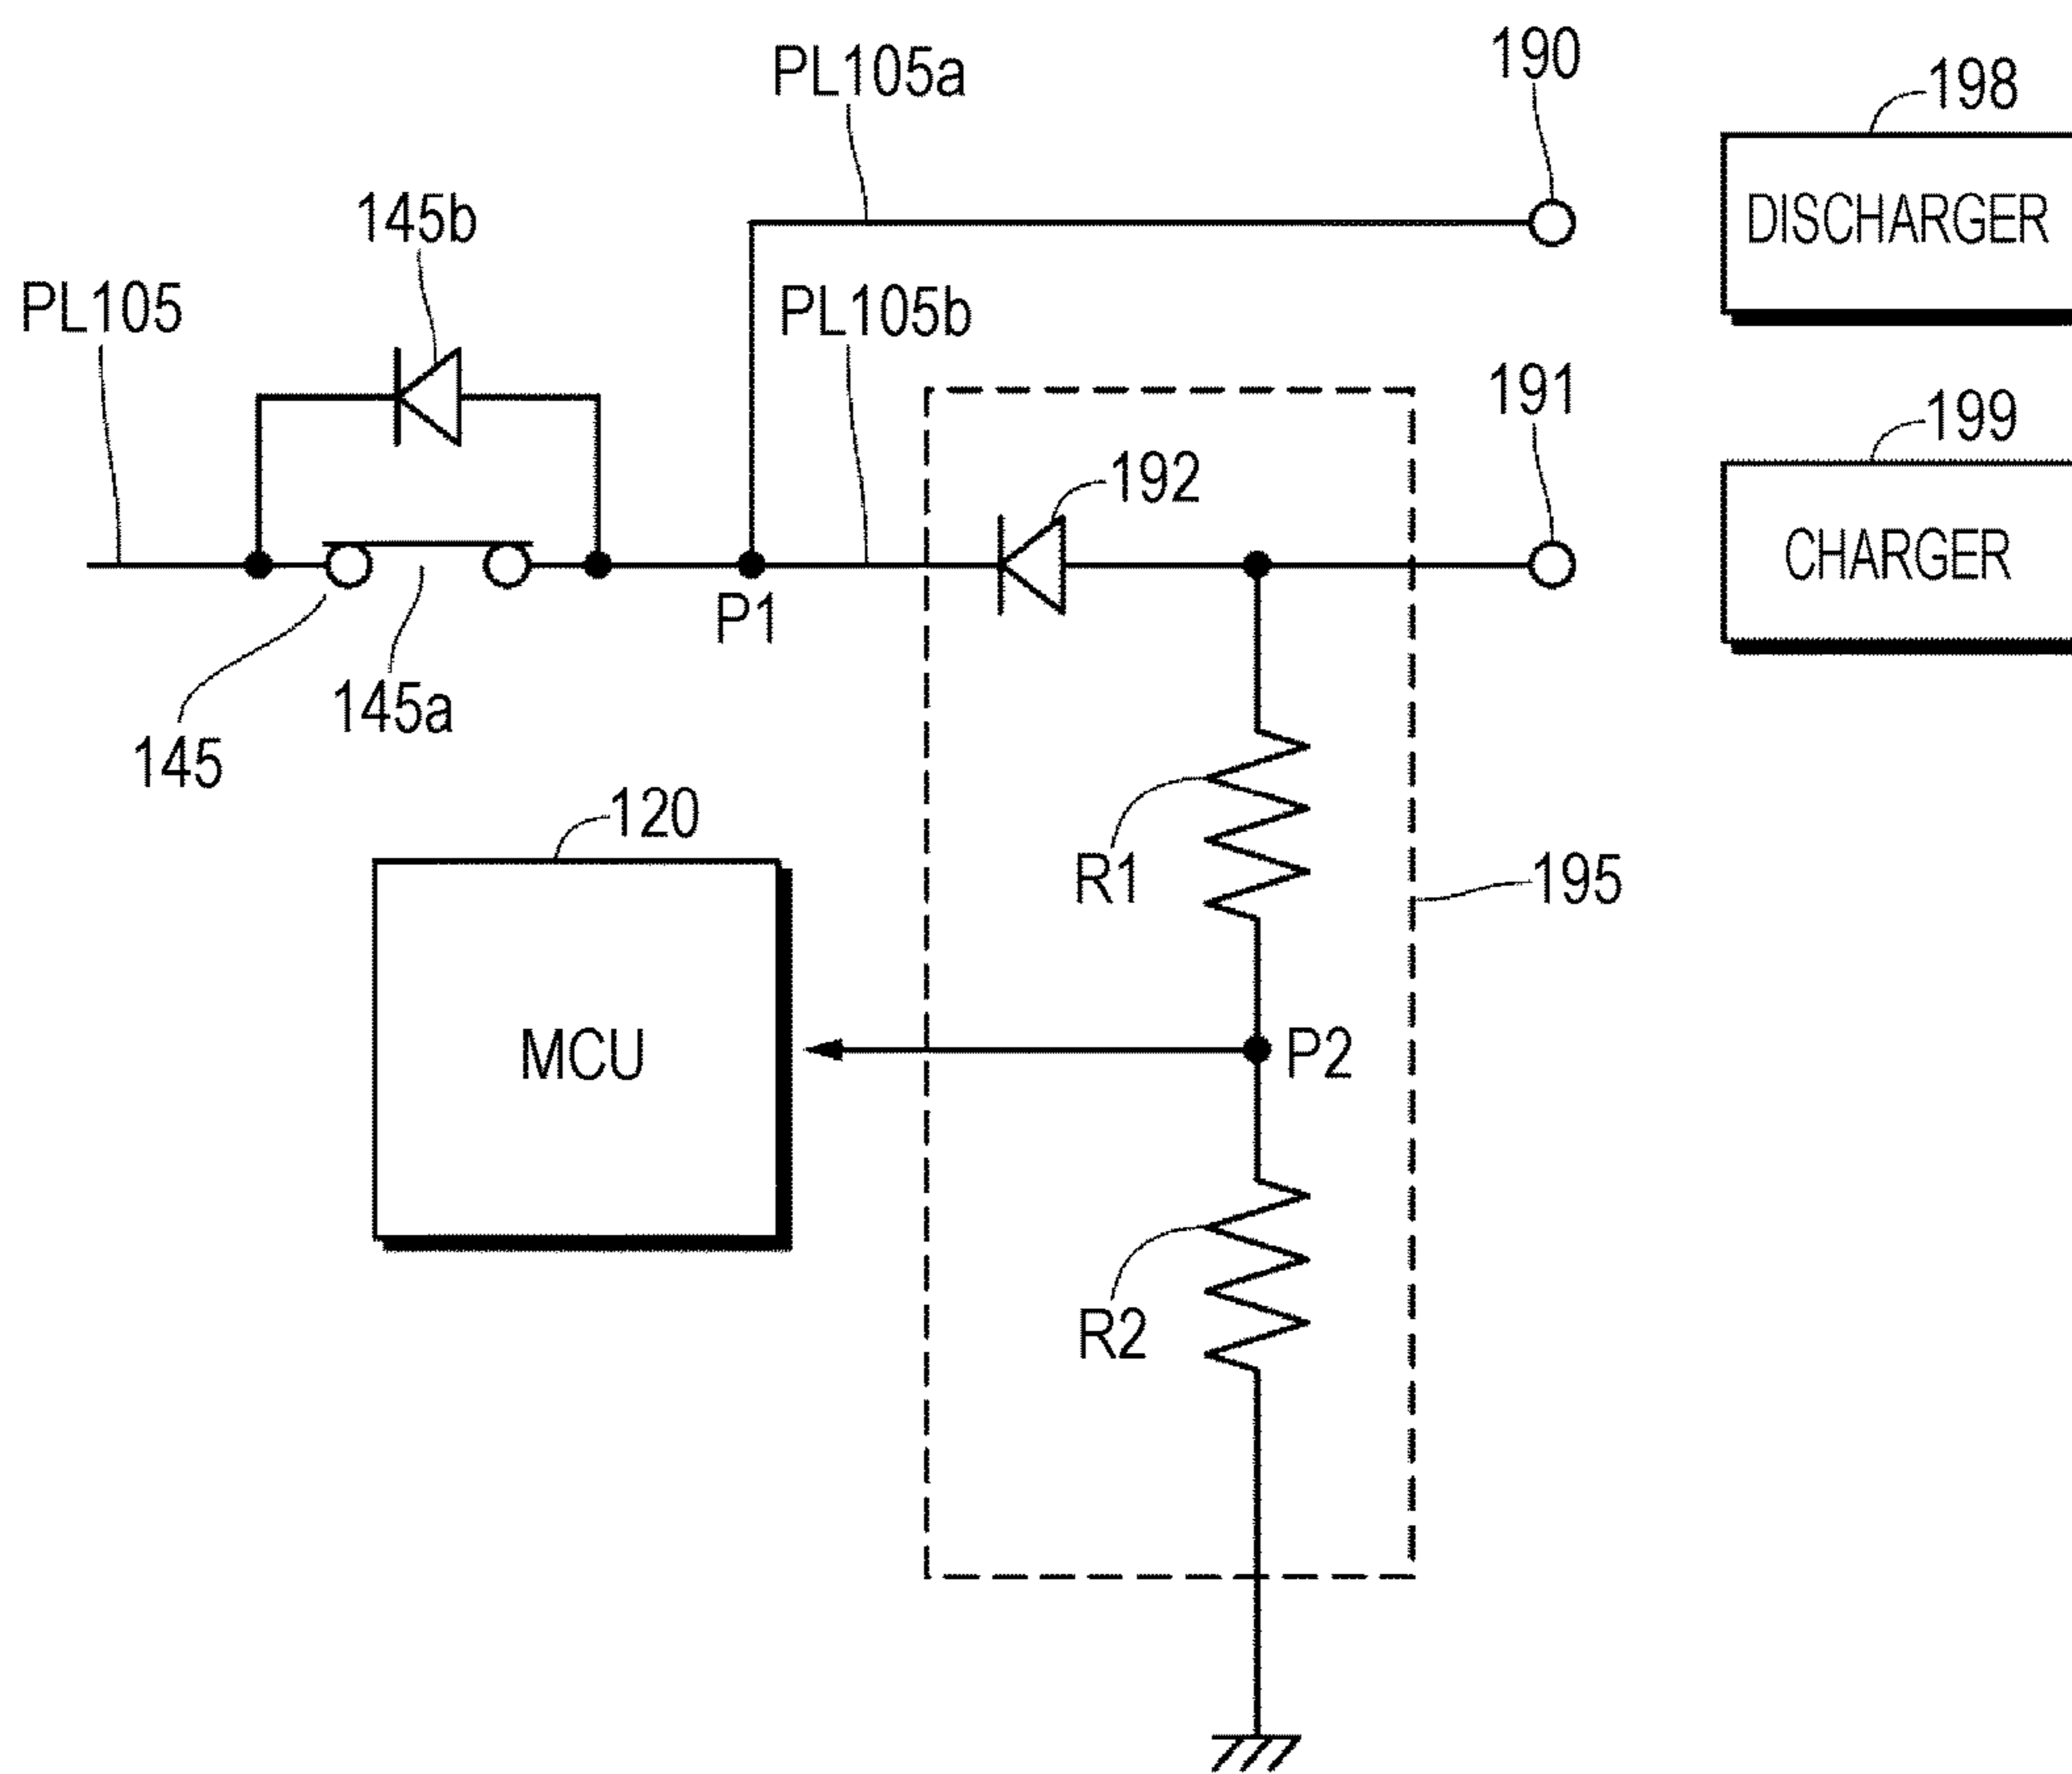 PL105a
190
198
DISCHARGER
145b
PL105
PL105b
191
199
192
CHARGER
P1
145a
145
120
R1
195
MCU
P2
R2